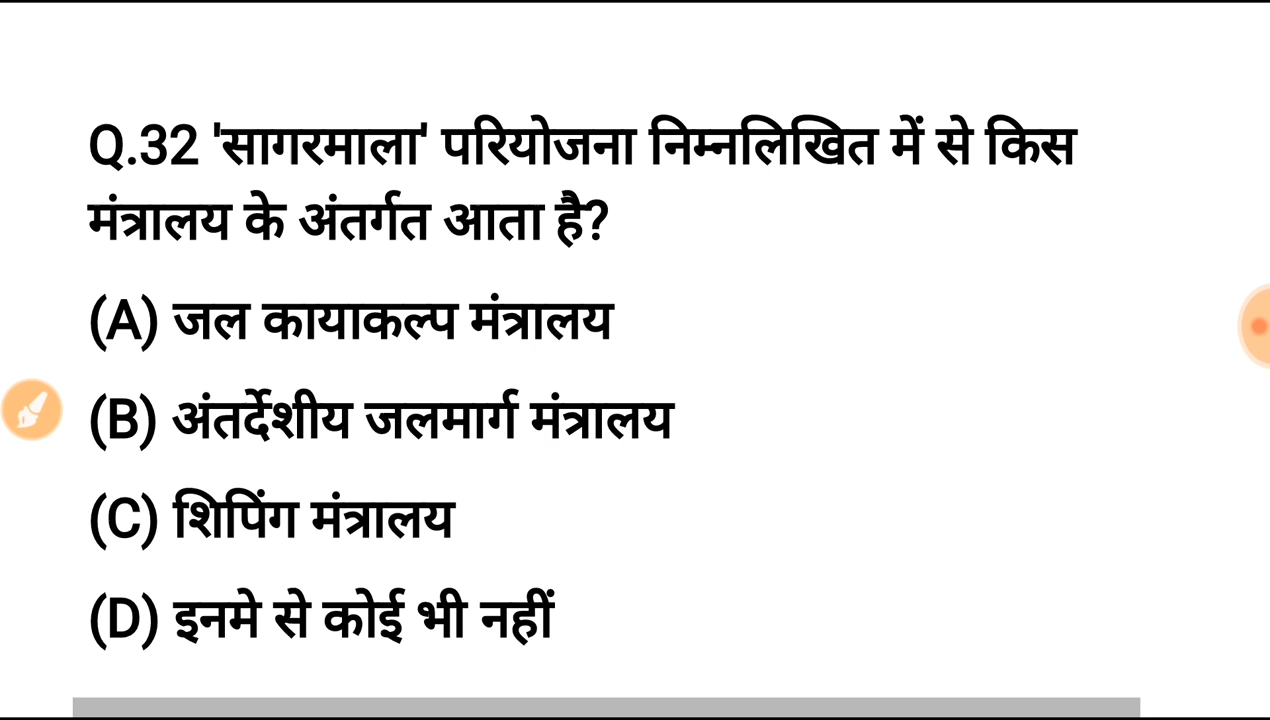 Q.32 'सागरमाला' परियोजना निम्नलिखित में से किस
मंत्रालय के अंतर्गत आता है?
(A) जल कायाकल्प मंत्रालय
(B) अंतर्देशीय जलमार्ग मंत्रालय
(C) शिपिंग मंत्रालय
(D) इनमे से कोई भी नहीं